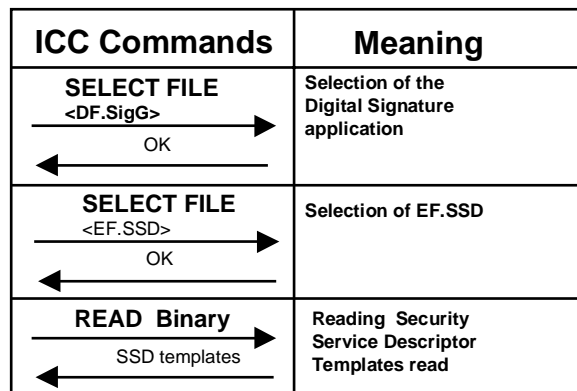 ICC Commands
Meaning
SELECT FILE
<DF.SigG>
OK
Selection of the
Digital Signature
application
SELECT FILE
<EF.SSD>
OK
Selection of EF.SSD
READ Binary
SSD templates
Reading Security
Service Descriptor
Templates read